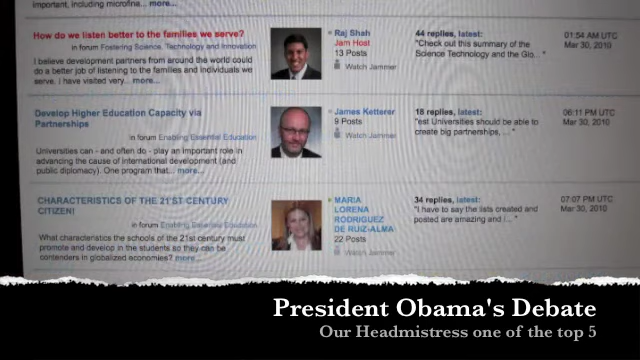 important, including microfina... more...
How do we listen better to the families we serve?
in forum Fostering Science, Technology and Innovation
I believe development partners from around the world could
do a better job of listening to the families and individuals we
serve. I have visited very... more...
Raj Shah
Jam Host
13 Posts
Watch Jammer
44 replies, latest:
"Check out this summary of the
Science Technology and the Glo... "
01:54 AM UTC
Mar 30, 2010
Develop Higher Education Capacity via
Partnerships
in forum Enabling Essential Education
Universities can - and often do - play an important role in
advancing the cause of international development (and
public diplomacy). One program that... more...
James Ketterer
9 Posts
Watch Jammer
18 replies, latest:
"est Universities should be able to
create big partnerships, ... "
06:11 PM UTC
Mar 30, 2010
CHARACTERISTICS OF THE 21ST CENTURY
CITIZEN!
in forum Enabling Essential Education
What characteristics the schools of the 21st century must
promote and develop in the students so they can be
contenders in globalized economies? more...
MARIA
LORENA
RODRIGUEZ
DE RUIZ-ALMA
22 Posts
Watch Jammer
34 replies, latest:
"I have to say the lists created and
posted are amazing and i... "
07:07 PM UTC
Mar 30, 2010
President Obama's Debate
Our Headmistress one of the top 5